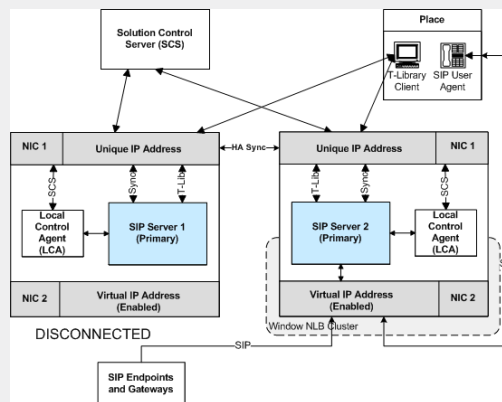 Solution Control
Server (SCS)
Place
T-Library
Client
SIP User
Agent
NIC 1
Unique IP Address
HA Sync
Unique IP Address
NIC 1
SCS
Sync
T-Lib
T-Lib
Sync
SCS
Local
Control
Agent
(LCA)
SIP Server 1
(Primary)
SIP Server 2
(Primary)
Local
Control
Agent
(LCA)
NIC 2
Virtual IP Address
(Enabled)
Virtual IP Address
(Enabled)
NIC 2
Window NLB Cluster
DISCONNECTED
SIP
SIP Endpoints
and Gateways